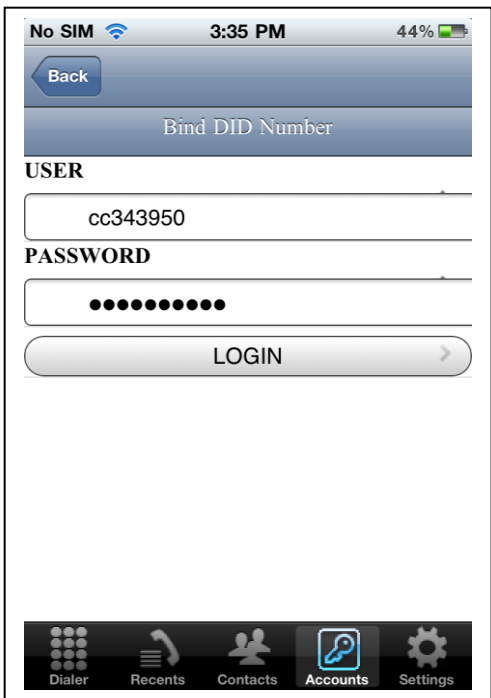 No SIM 3:35 PM 44%
Back
Bind DID Number
USER
cc343950
PASSWORD
●●●●●●●●●●
LOGIN
Dialer Recents Contacts Accounts Settings